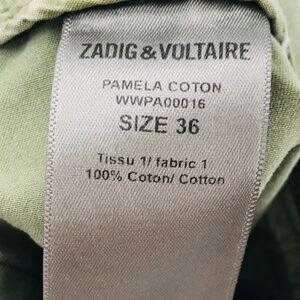 ZADIG & VOLTAIRE
PAMELA COTON
WWPA00016
SIZE 36
Tissu 1/ fabric 1
100% Coton/ Cotton